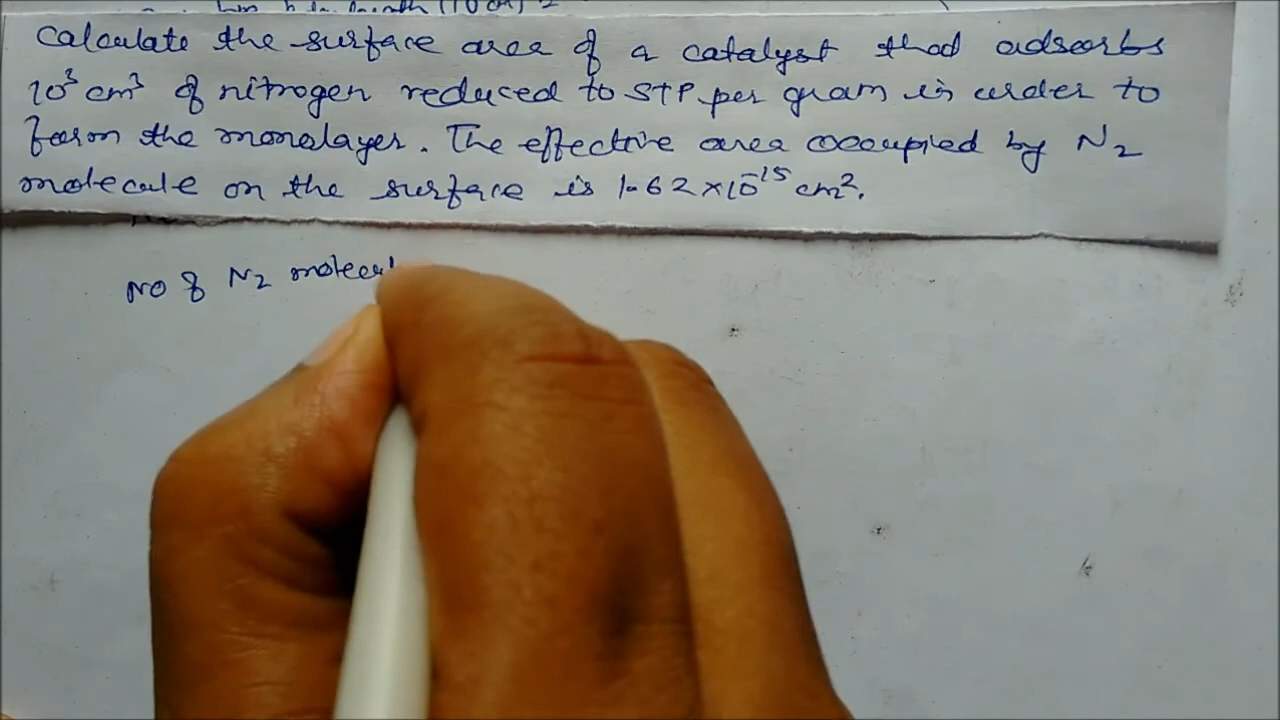 Calculate the surface area of a catalyst that adsorbs
10³ cm³ of nitrogen reduced to STP per gram in order to
form the monolayer. The effective area occupied by N₂
molecule on the surface is 1.62 × 10⁻¹⁵ cm².
NO of N₂ molecul